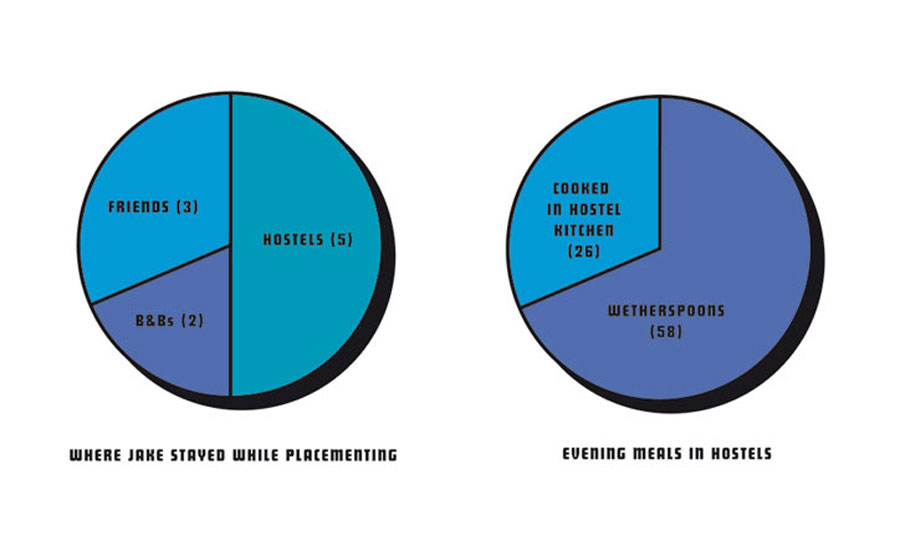 FRIENDS (3)
HOSTELS (5)
B&Bs (2)
WHERE JAKE STAYED WHILE PLACEMENTING
COOKED
IN HOSTEL
KITCHEN
(26)
WETHERSPOONS
(58)
EVENING MEALS IN HOSTELS